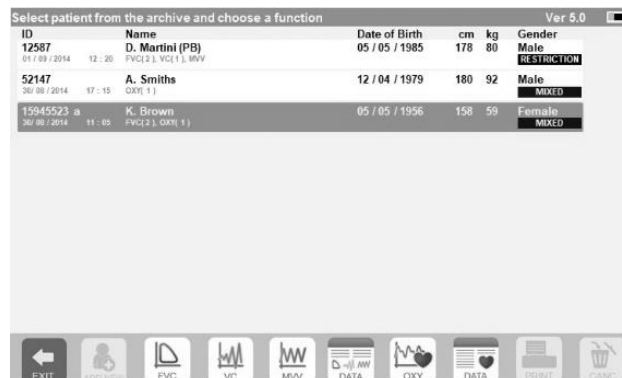 Select patient from the archive and choose a function Ver 5.0
ID Name Date of Birth cm kg Gender
12587 D. Martini (PB) 05 / 05 / 1985 178 80 Male
01 / 09 / 2014 12 : 20 FVC( 2 ), VC( 1 ), MVV RESTRICTION
52147 A. Smiths 12 / 04 / 1979 180 92 Male
30/ 08 / 2014 17 : 15 OXY( 1 ) MIXED
15945523 a K. Brown 05 / 05 / 1956 158 59 Female
30/ 08 / 2014 11 : 05 FVC( 2 ), OXY( 1 ) MIXED
EXIT FVC VC MVV DATA OXY DATA PRINT CANC